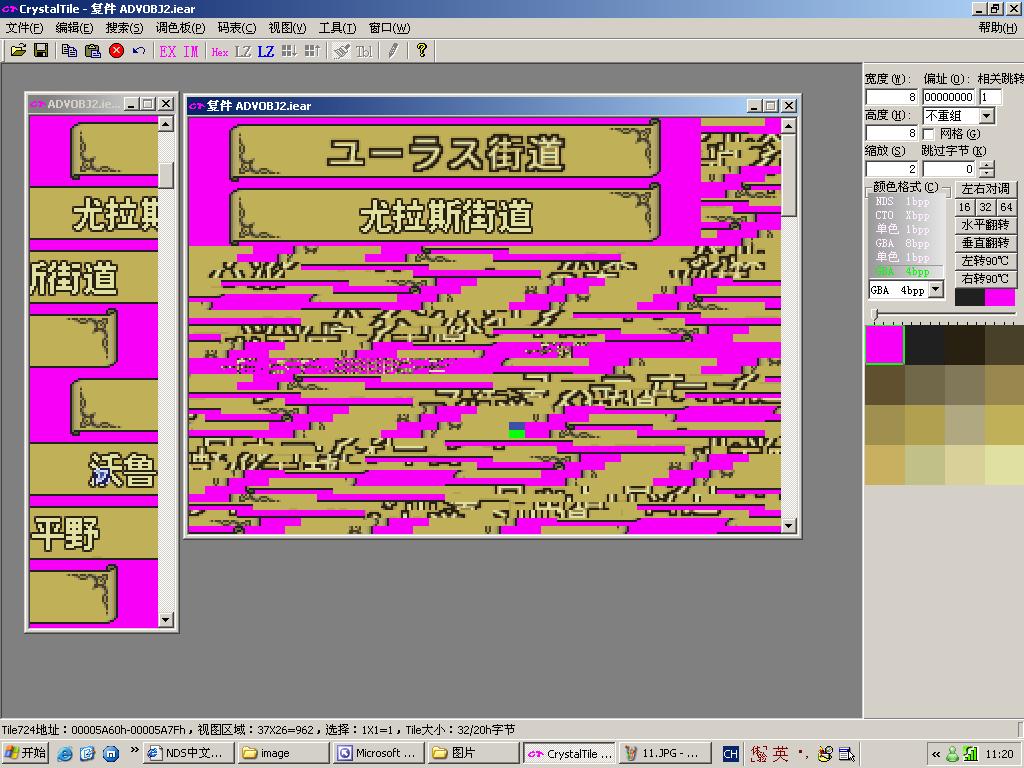 CrystalTile - 复件 ADVOBJ2.iear
文件(F) 编辑(E) 搜索(S) 调色板(P) 码表(C) 视图(V) 工具(T) 窗口(W) 帮助(H)
EX IM Hex LZ LZ Tbl
ADVOBJ2.ie...
尤拉斯
斯街道
沃鲁
平野
复件 ADVOBJ2.iear
ユーラス街道
尤拉斯街道
宽度(W): 偏址(O): 相关跳转
8 00000000 1
高度(H): 不重组
8 网格(G)
缩放(S) 跳过字节(K)
2 0
颜色格式(C) 左右对调
NDS 1bpp
CTO Xbpp
单色 1bpp
GBA 8bpp
单色 1bpp
GBA 4bpp
GBA 4bpp
16 32 64
水平翻转
垂直翻转
左转90℃
右转90℃
Tile724地址：00005A60h-00005A7Fh，视图区域：37X26=962，选择：1X1=1，Tile大小：32/20h字节
开始 NDS中文... image Microsoft ... 图片 CrystalTile ... 11.JPG - ... CH 英 11:20